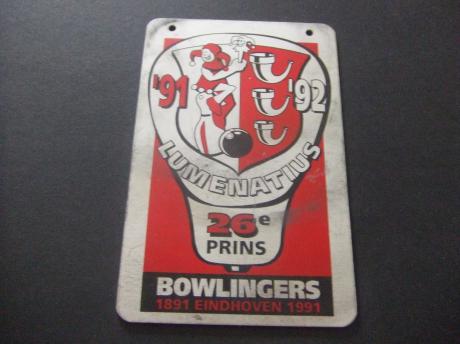 '91 '92
LUMENATIUS
26e
PRINS
BOWLINGERS
1891 EINDHOVEN 1991